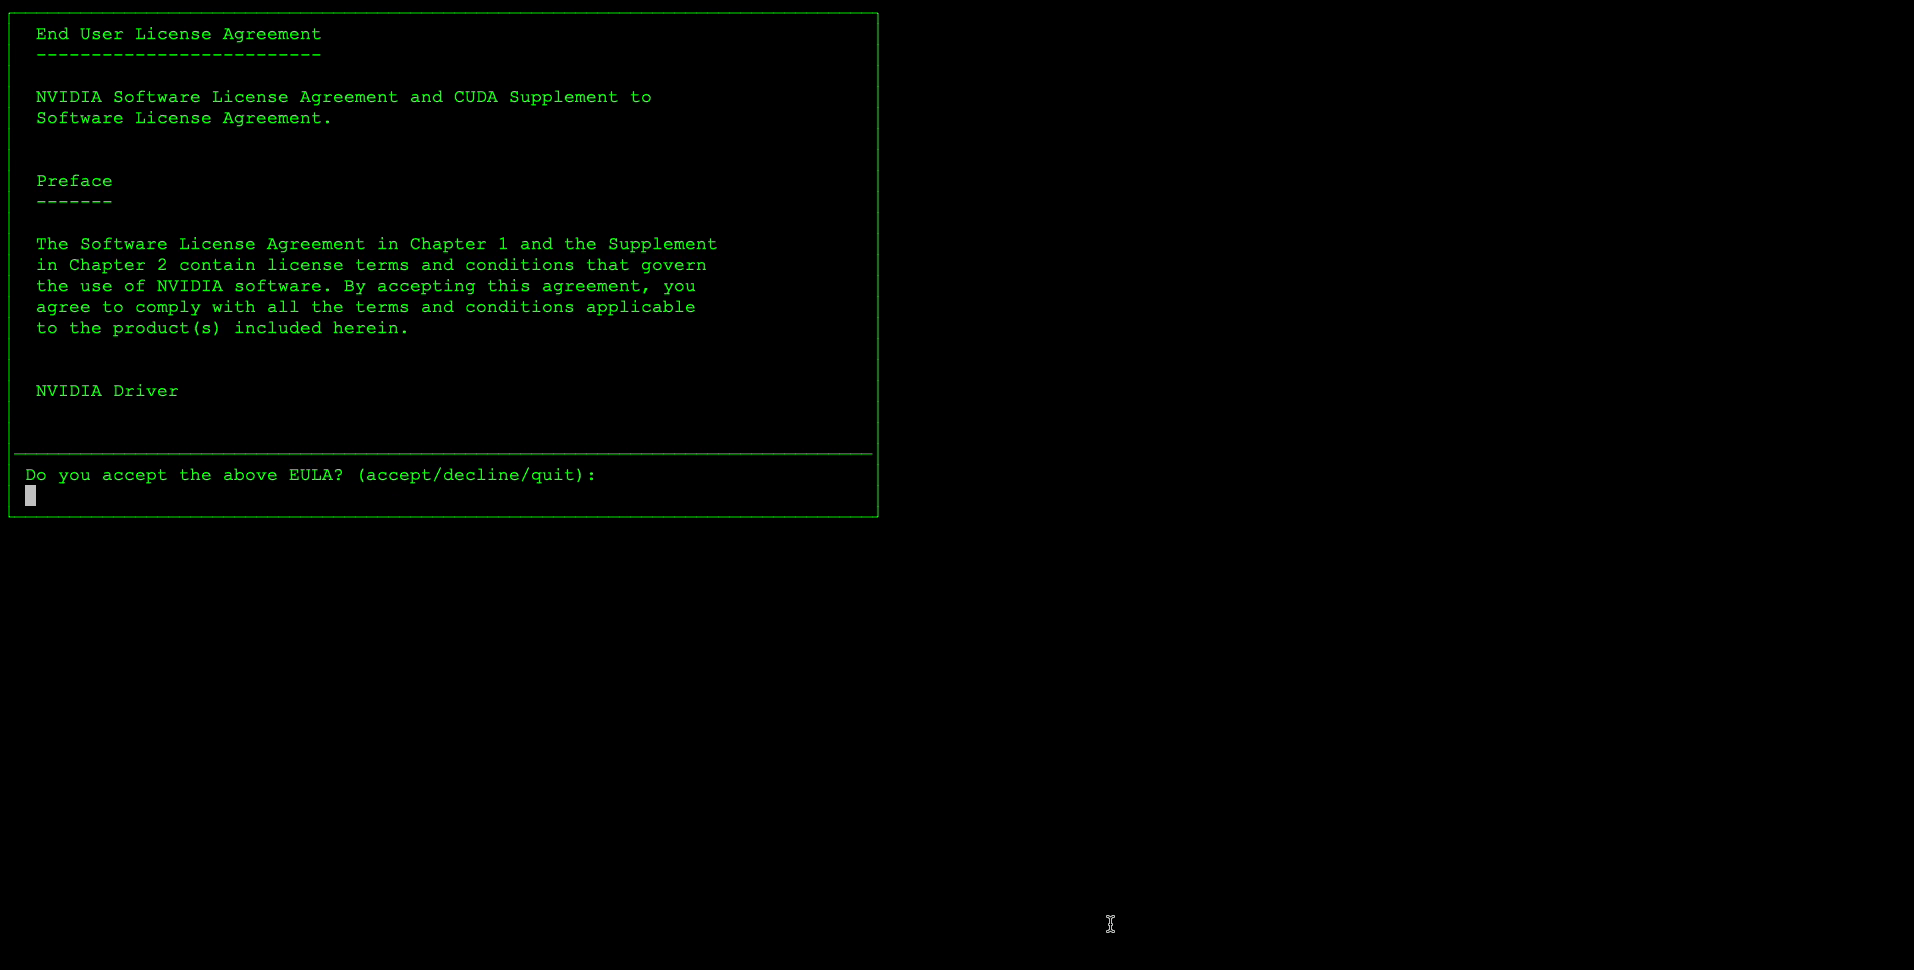 End User License Agreement
--------------------------
NVIDIA Software License Agreement and CUDA Supplement to
Software License Agreement.
Preface
-------
The Software License Agreement in Chapter 1 and the Supplement
in Chapter 2 contain license terms and conditions that govern
the use of NVIDIA software. By accepting this agreement, you
agree to comply with all the terms and conditions applicable
to the product(s) included herein.
NVIDIA Driver
Do you accept the above EULA? (accept/decline/quit):